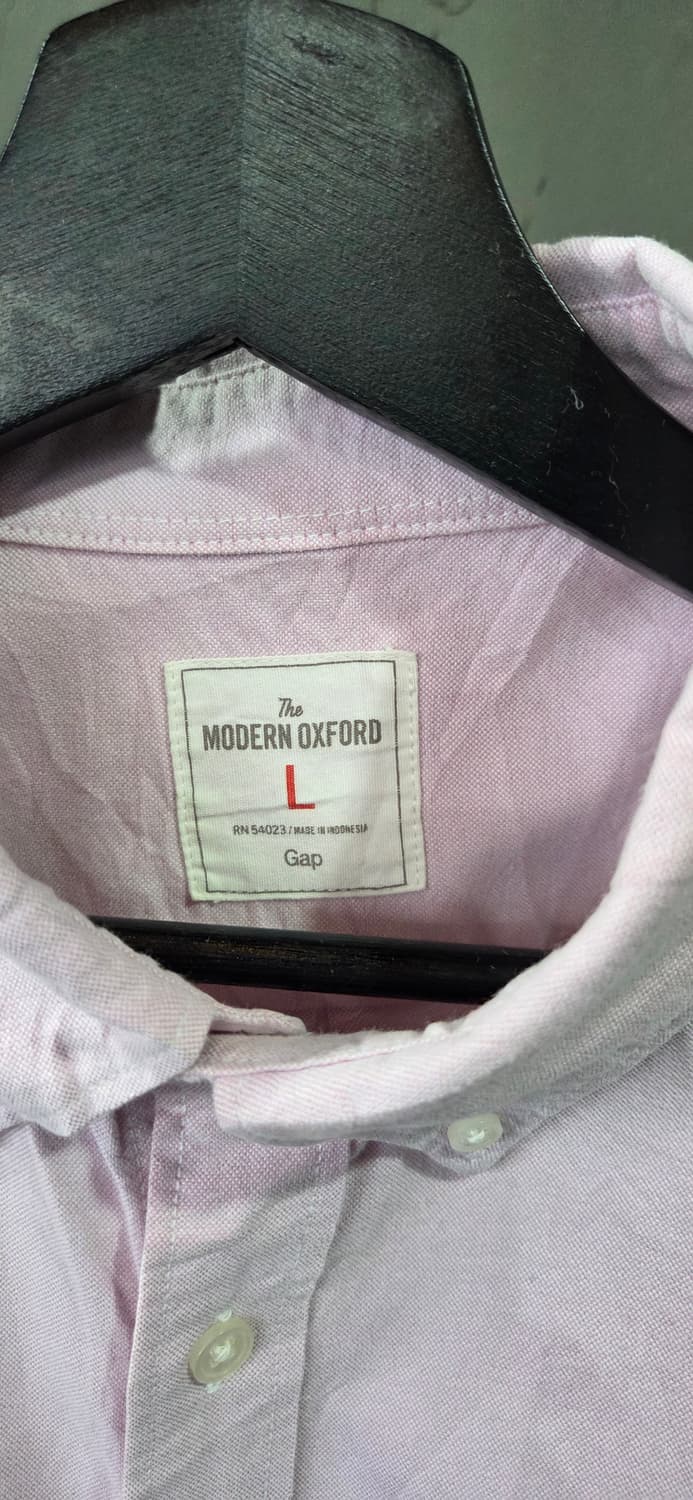 The
MODERN OXFORD
L
RN 54023 / MADE IN INDONESIA
Gap